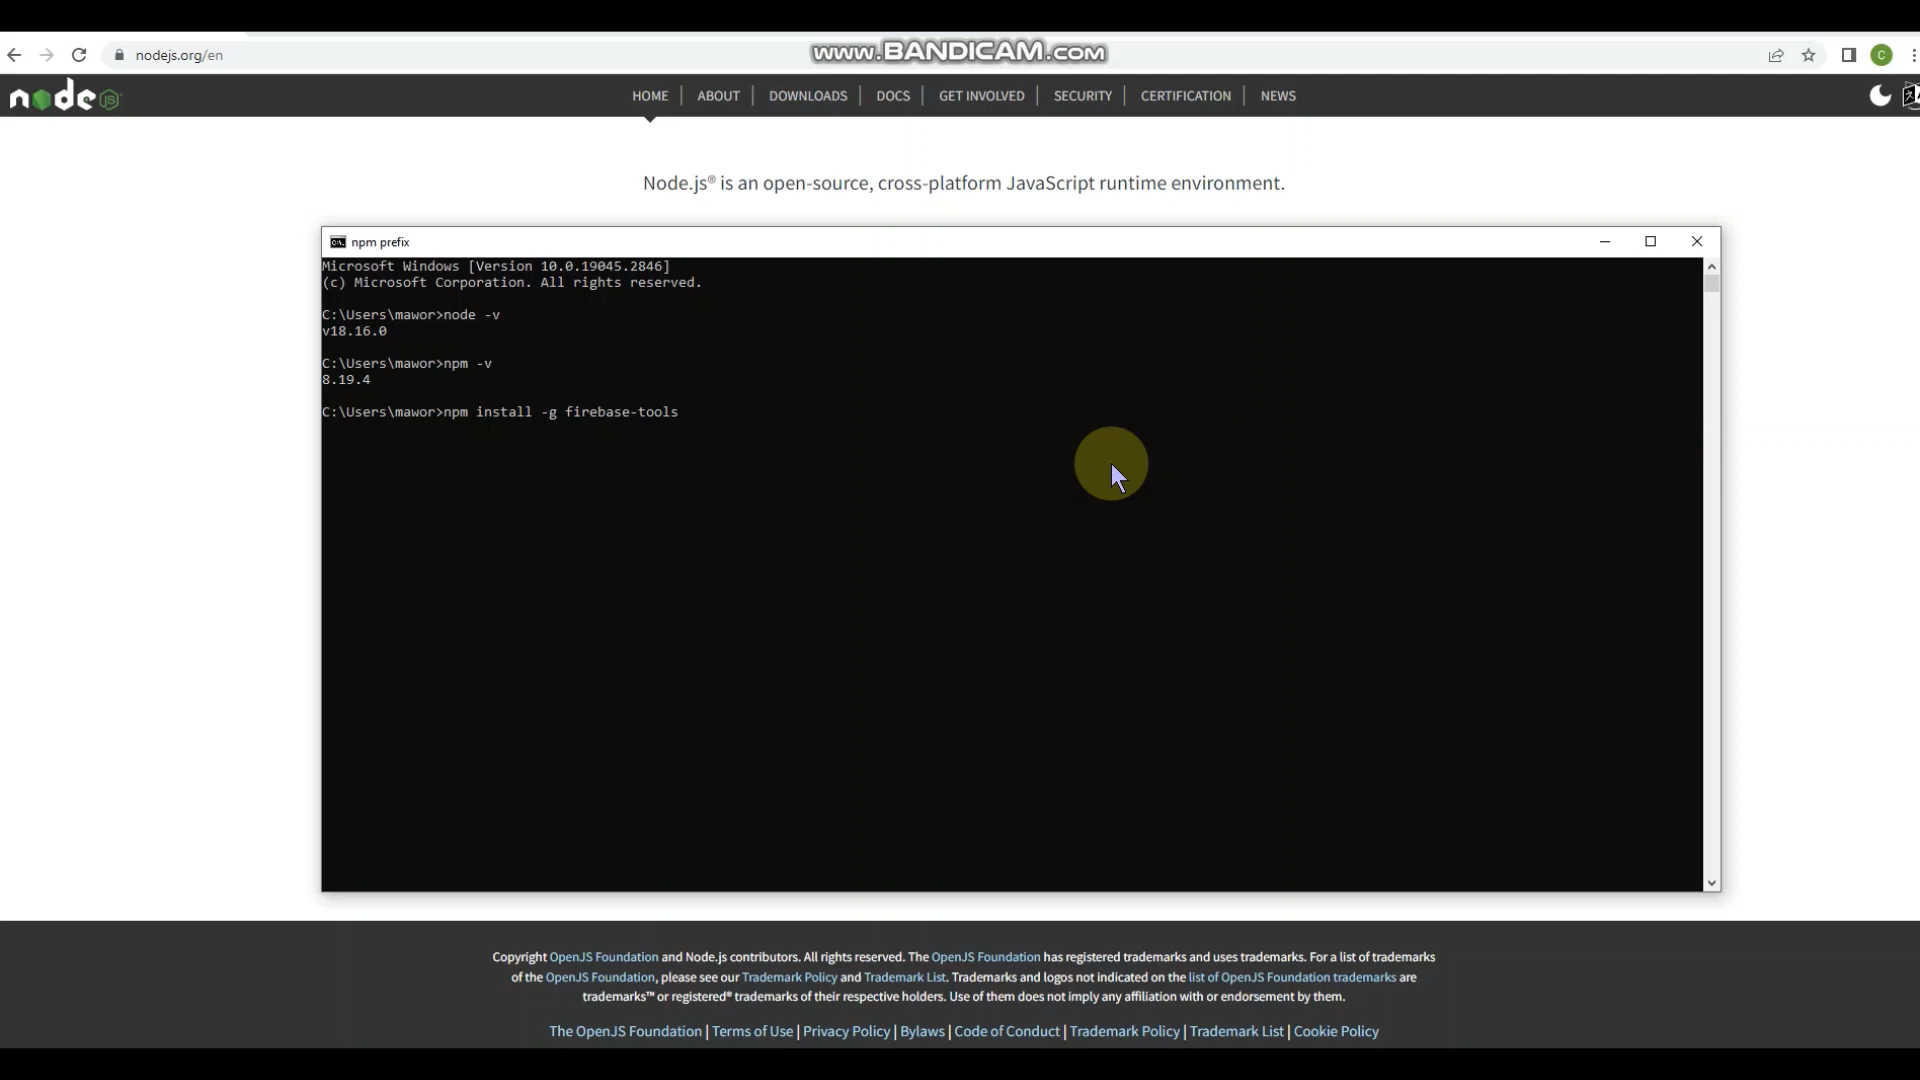 www.BANDICAM.com
nodejs.org/en
C
node JS
HOME | ABOUT | DOWNLOADS | DOCS | GET INVOLVED | SECURITY | CERTIFICATION | NEWS
Node.js® is an open-source, cross-platform JavaScript runtime environment.
npm prefix
Microsoft Windows [Version 10.0.19045.2846]
(c) Microsoft Corporation. All rights reserved.
C:\Users\mawor>node -v
v18.16.0
C:\Users\mawor>npm -v
8.19.4
C:\Users\mawor>npm install -g firebase-tools
Copyright OpenJS Foundation and Node.js contributors. All rights reserved. The OpenJS Foundation has registered trademarks and uses trademarks. For a list of trademarks
of the OpenJS Foundation, please see our Trademark Policy and Trademark List. Trademarks and logos not indicated on the list of OpenJS Foundation trademarks are
trademarks™ or registered® trademarks of their respective holders. Use of them does not imply any affiliation with or endorsement by them.
The OpenJS Foundation | Terms of Use | Privacy Policy | Bylaws | Code of Conduct | Trademark Policy | Trademark List | Cookie Policy